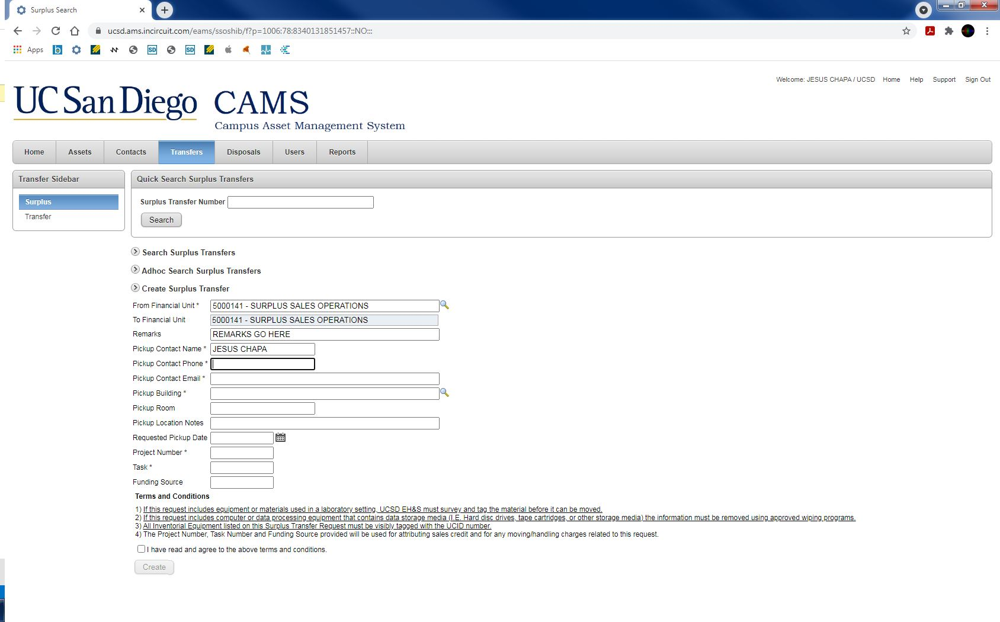 Surplus Search
ucsd.ams.incircuit.com/eams/ssoshib/f?p=1006:78:8340131851457::NO:::
Apps b SD SD
Welcome: JESUS CHAPA / UCSD Home Help Support Sign Out
UC San Diego CAMS
Campus Asset Management System
Home Assets Contacts Transfers Disposals Users Reports
Transfer Sidebar
Surplus
Transfer
Quick Search Surplus Transfers
Surplus Transfer Number
Search
Search Surplus Transfers
Adhoc Search Surplus Transfers
Create Surplus Transfer
From Financial Unit * 5000141 - SURPLUS SALES OPERATIONS
To Financial Unit 5000141 - SURPLUS SALES OPERATIONS
Remarks REMARKS GO HERE
Pickup Contact Name * JESUS CHAPA
Pickup Contact Phone *
Pickup Contact Email *
Pickup Building *
Pickup Room
Pickup Location Notes
Requested Pickup Date
Project Number *
Task *
Funding Source
Terms and Conditions
1) If this request includes equipment or materials used in a laboratory setting, UCSD EH&S must survey and tag the material before it can be moved.
2) If this request includes computer or data processing equipment that contains data storage media (I.E. Hard disc drives, tape cartridges, or other storage media) the information must be removed using approved wiping programs.
3) All Inventorial Equipment listed on this Surplus Transfer Request must be visibly tagged with the UCID number.
4) The Project Number, Task Number and Funding Source provided will be used for attributing sales credit and for any moving/handling charges related to this request.
I have read and agree to the above terms and conditions.
Create